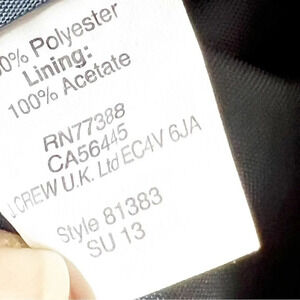 0% Polyester
Lining:
100% Acetate
RN77388
CA56445
J.CREW U.K. Ltd EC4V 6JA
Style 81383
SU 13